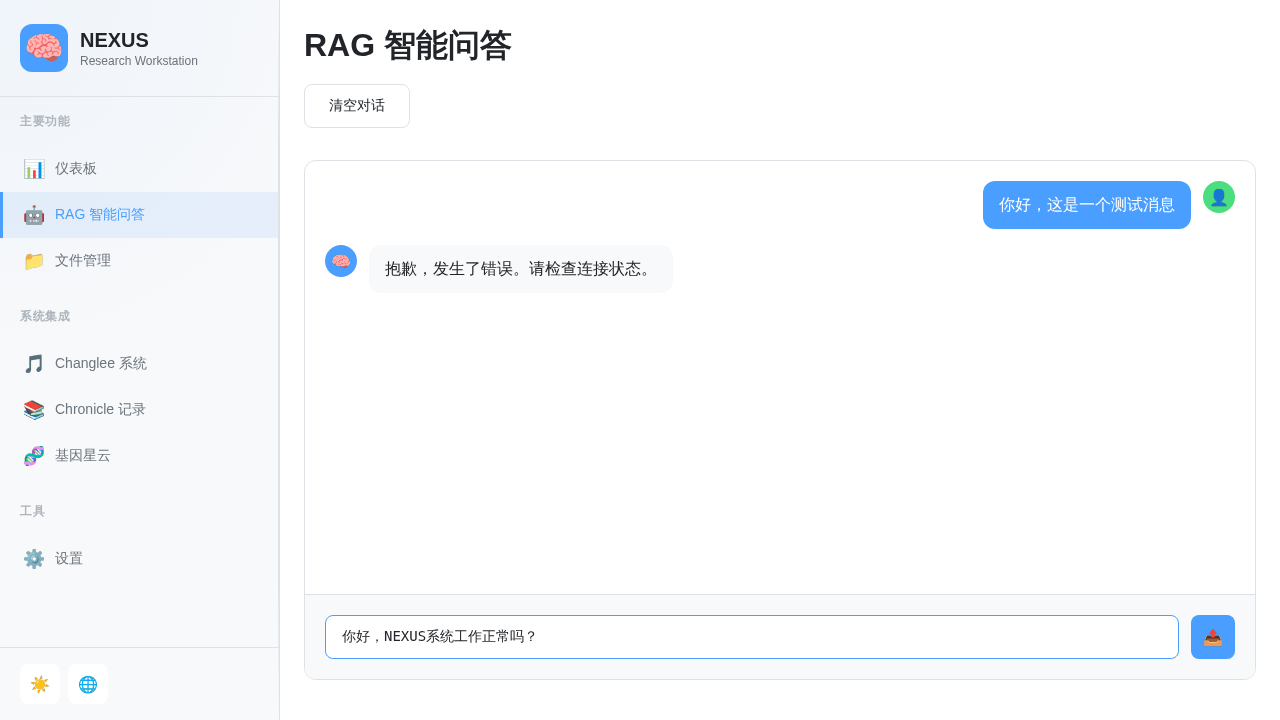 NEXUS
Research Workstation
主要功能
仪表板
RAG 智能问答
文件管理
系统集成
Changlee 系统
Chronicle 记录
基因星云
工具
设置
RAG 智能问答
清空对话
你好，这是一个测试消息
抱歉，发生了错误。请检查连接状态。
你好，NEXUS系统工作正常吗？